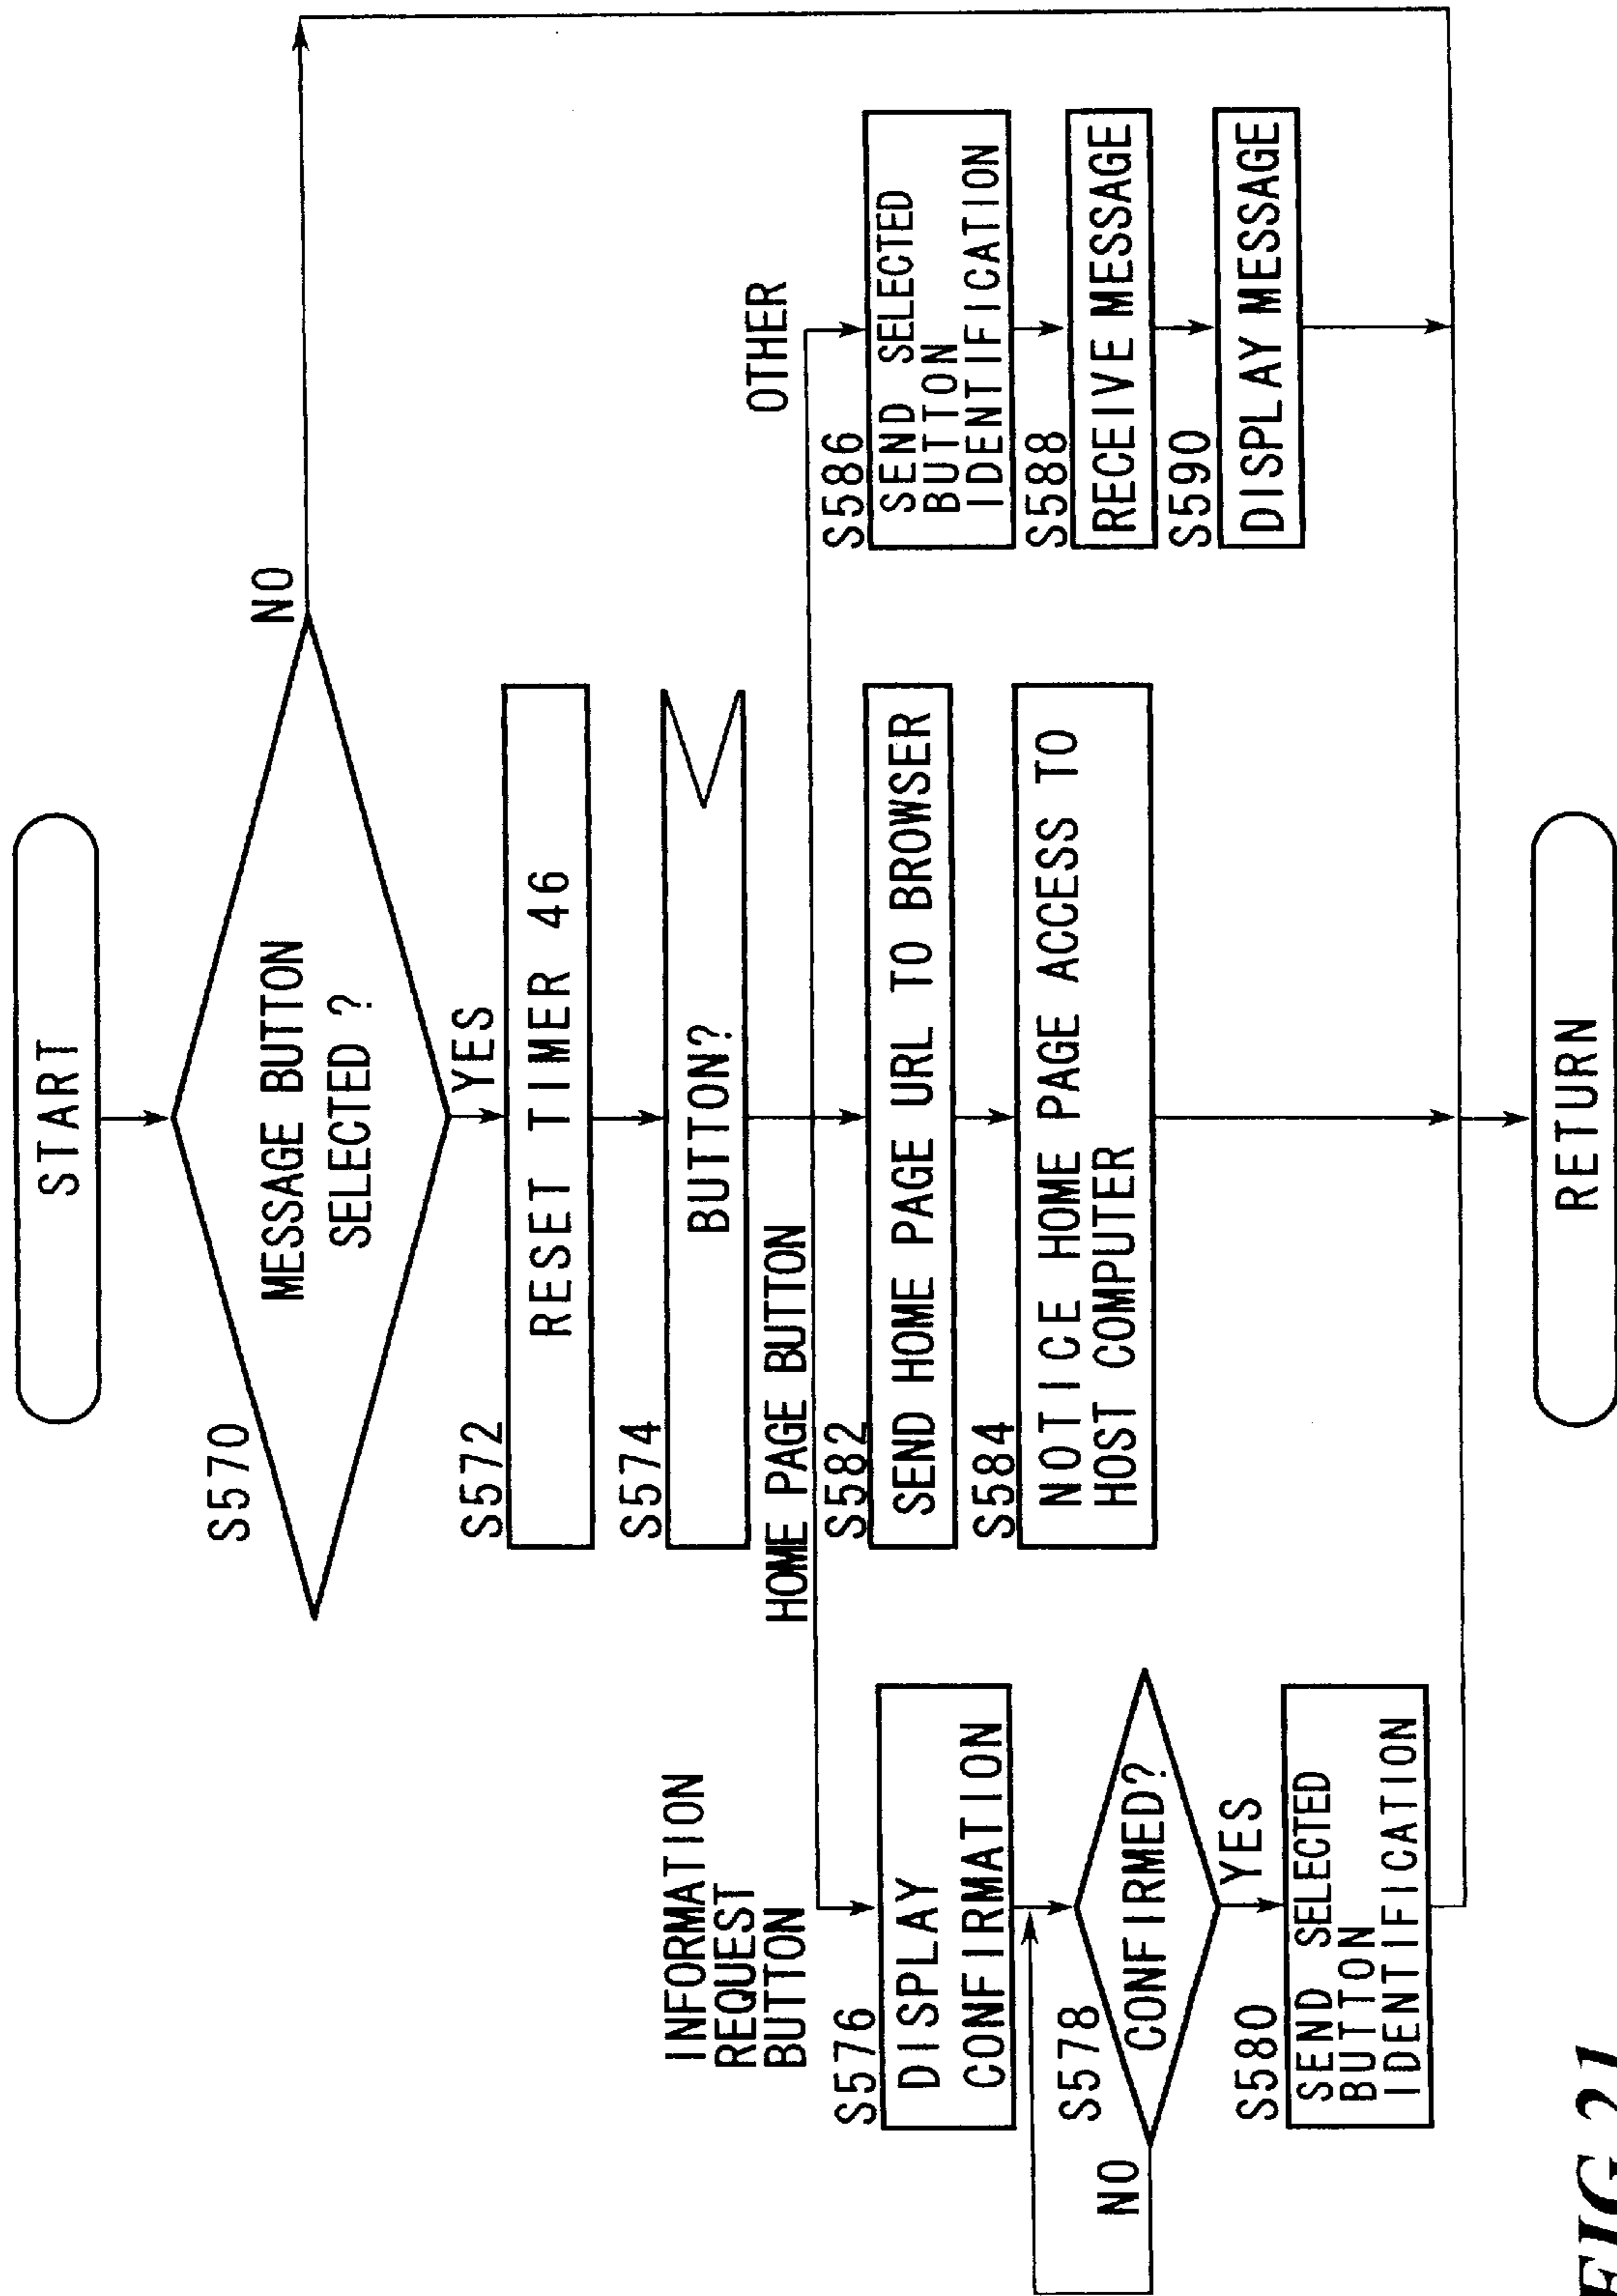 START
S570
MESSAGE BUTTON
SELECTED ?
NO
YES
S572
RESET TIMER 46
S574
BUTTON?
INFORMATION
REQUEST
BUTTON
HOME PAGE BUTTON
OTHER
S576
DISPLAY
CONFIRMATION
S578
CONFIRMED?
NO
YES
S580
SEND SELECTED
BUTTON
IDENTIFICATION
S582
SEND HOME PAGE URL TO BROWSER
S584
NOTICE HOME PAGE ACCESS TO
HOST COMPUTER
S586
SEND SELECTED
BUTTON
IDENTIFICATION
S588
RECEIVE MESSAGE
S590
DISPLAY MESSAGE
RETURN
FIG.21